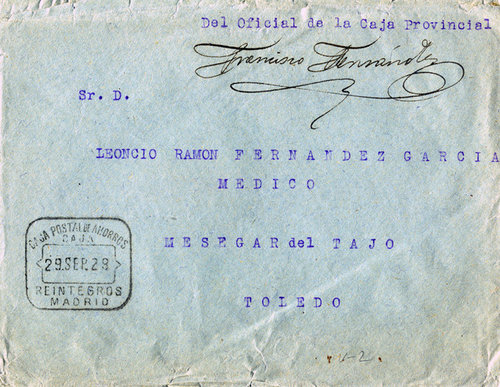 Del Oficial de la Caja Provincial
Francisco Fernández
Sr. D.
LEONCIO RAMON FERNANDEZ GARCIA
MEDICO
MESEGAR del TAJO
TOLEDO
CAJA POSTAL DE AHORROS
CAJA
29.SEP.28
REINTEGROS
MADRID